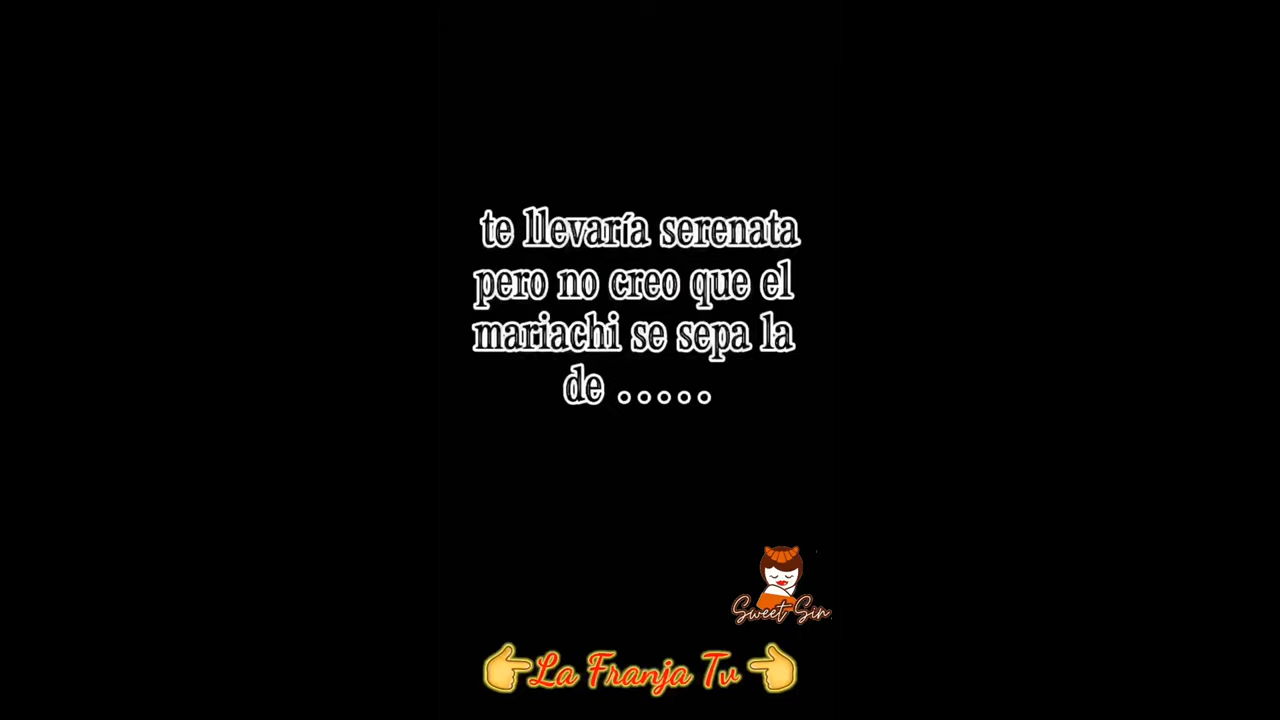 te llevaría serenata
pero no creo que el
mariachi se sepa la
de .....
Sweet Sin
👉La Franja Tv👈